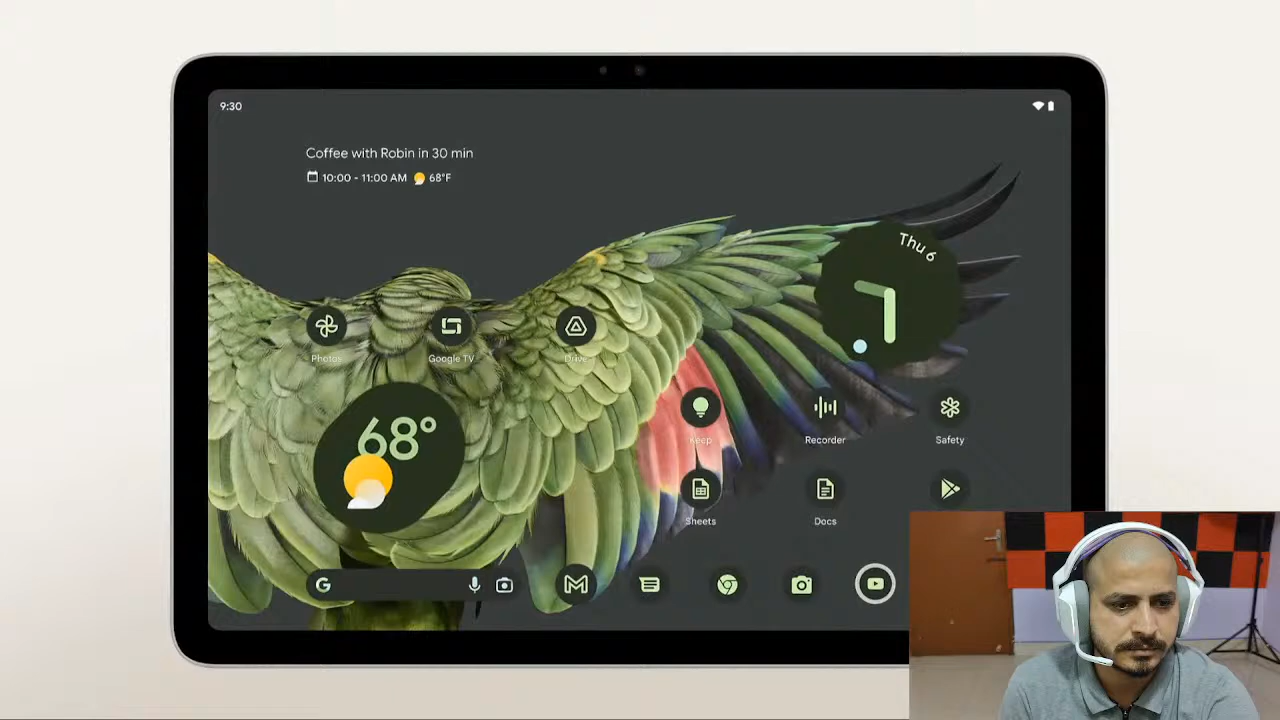 9:30
Coffee with Robin in 30 min
10:00 - 11:00 AM 68°F
Thu 6
Photos Google TV Drive
68°
Keep Recorder Safety
Sheets Docs
G